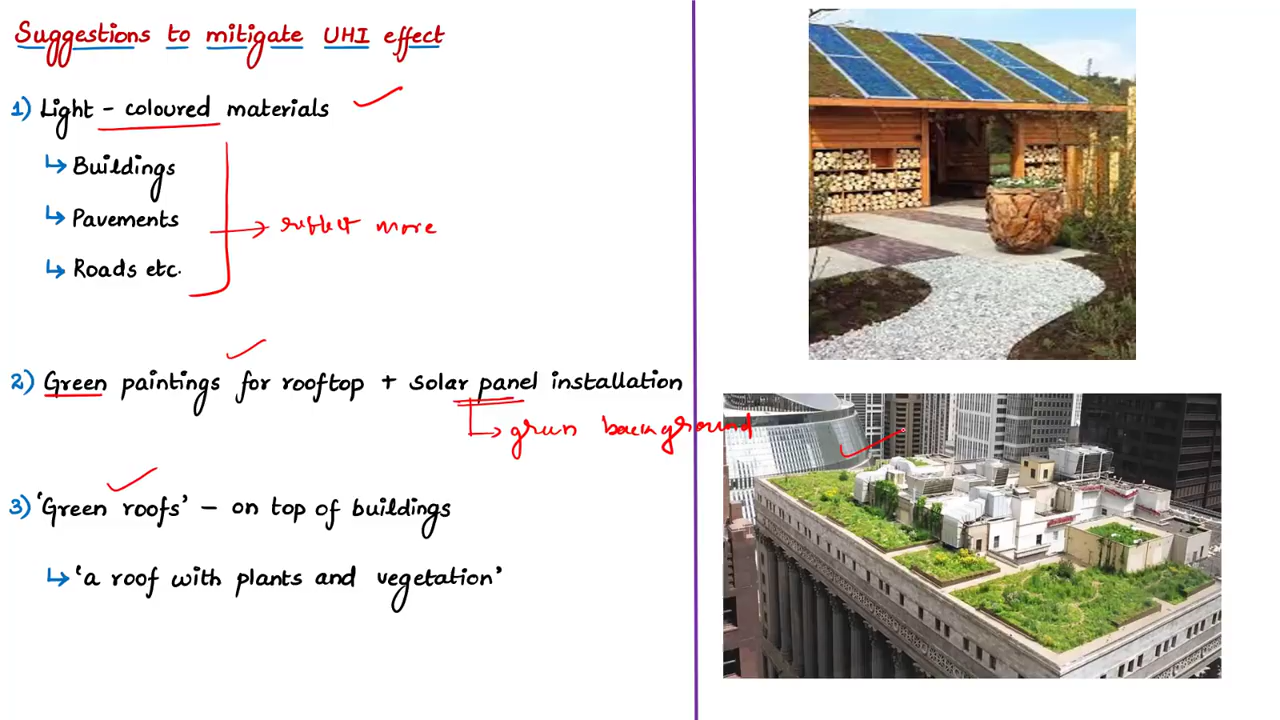 Suggestions to mitigate UHI effect
1) Light - coloured materials
↳ Buildings
↳ Pavements
→ reflect more
↳ Roads etc.
2) Green paintings for rooftop + solar panel installation
→ green background
3) 'Green roofs' - on top of buildings
↳ 'a roof with plants and vegetation'